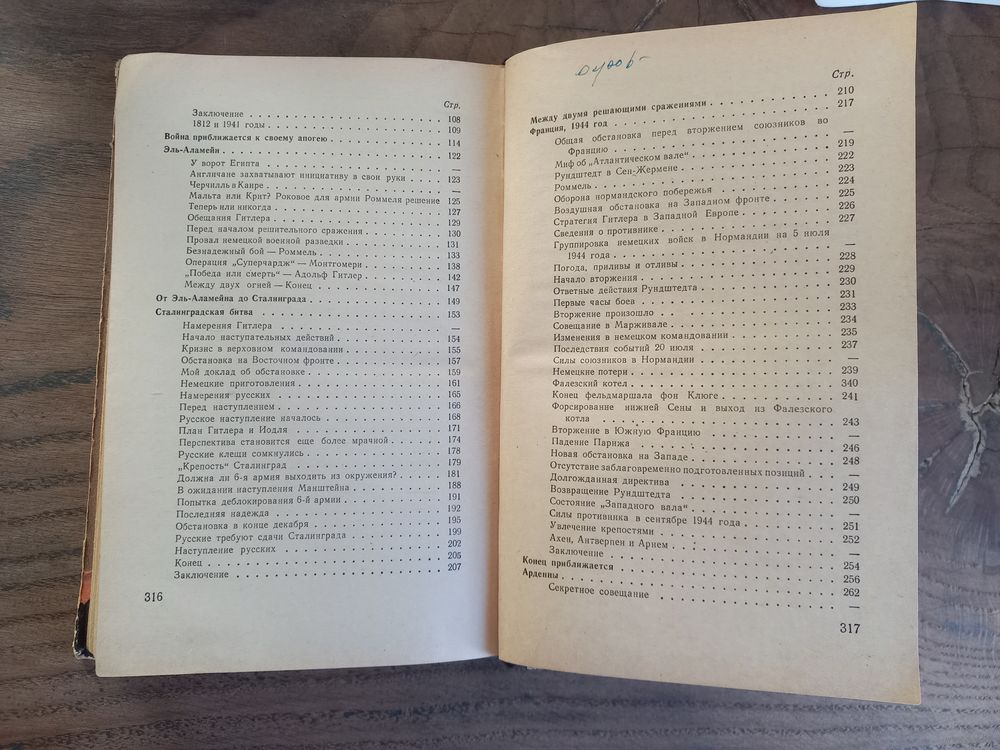 Стр.
Заключение . . . 108
1812 и 1941 годы . . . 109
Война приближается к своему апогею . . . 114
Эль-Аламейн . . . 122
У ворот Египта . . . —
Англичане захватывают инициативу в свои руки . . . 123
Черчилль в Каире . . . —
Мальта или Крит? Роковое для армии Роммеля решение 125
Теперь или никогда . . . 127
Обещания Гитлера . . . 129
Перед началом решительного сражения . . . 130
Провал немецкой военной разведки . . . 131
Безнадежный бой — Роммель . . . 133
Операция „Суперчардж“ — Монтгомери . . . 138
„Победа или смерть“ — Адольф Гитлер . . . 142
Между двух огней — Конец . . . 147
От Эль-Аламейна до Сталинграда . . . 149
Сталинградская битва . . . 153
Намерения Гитлера . . . —
Начало наступательных действий . . . 154
Кризис в верховном командовании . . . 155
Обстановка на Восточном фронте . . . 157
Мой доклад об обстановке . . . 159
Немецкие приготовления . . . 161
Намерения русских . . . 165
Перед наступлением . . . 166
Русское наступление началось . . . 168
План Гитлера и Иодля . . . 171
Перспектива становится еще более мрачной . . . 174
Русские клещи сомкнулись . . . 178
„Крепость“ Сталинград . . . 179
Должна ли 6-я армия выходить из окружения? . . . 181
В ожидании наступления Манштейна . . . 188
Попытка деблокирования 6-й армии . . . 191
Последняя надежда . . . 192
Обстановка в конце декабря . . . 195
Русские требуют сдачи Сталинграда . . . 199
Наступление русских . . . 202
Конец . . . 205
Заключение . . . 207
316
Стр.
Между двумя решающими сражениями . . . 210
Франция, 1944 год . . . 217
Общая обстановка перед вторжением союзников во
Францию . . . —
Миф об „Атлантическом вале“ . . . 219
Рундштедт в Сен-Жермене . . . 222
Роммель . . . 223
Оборона нормандского побережья . . . 224
Воздушная обстановка на Западном фронте . . . 225
Стратегия Гитлера в Западной Европе . . . 226
Сведения о противнике . . . 227
Группировка немецких войск в Нормандии на 5 июля
1944 года . . . —
Погода, приливы и отливы . . . 228
Начало вторжения . . . 229
Ответные действия Рундштедта . . . 230
Первые часы боев . . . 231
Вторжение произошло . . . 233
Совещание в Марживале . . . 234
Изменения в немецком командовании . . . 235
Последствия событий 20 июля . . . 237
Силы союзников в Нормандии . . . —
Немецкие потери . . . 239
Фалезский котел . . . 340
Конец фельдмаршала фон Клюге . . . 241
Форсирование нижней Сены и выход из Фалезского
котла . . . 243
Вторжение в Южную Францию . . . —
Падение Парижа . . . 246
Новая обстановка на Западе . . . 248
Отсутствие заблаговременно подготовленных позиций . . . —
Долгожданная директива . . . 249
Возвращение Рундштедта . . . 250
Состояние „Западного вала“ . . . —
Силы противника в сентябре 1944 года . . . 251
Увлечение крепостями . . . 252
Ахен, Антверпен и Арнем . . . —
Заключение . . . 254
Конец приближается . . . 256
Арденны . . . 262
Секретное совещание . . . —
317